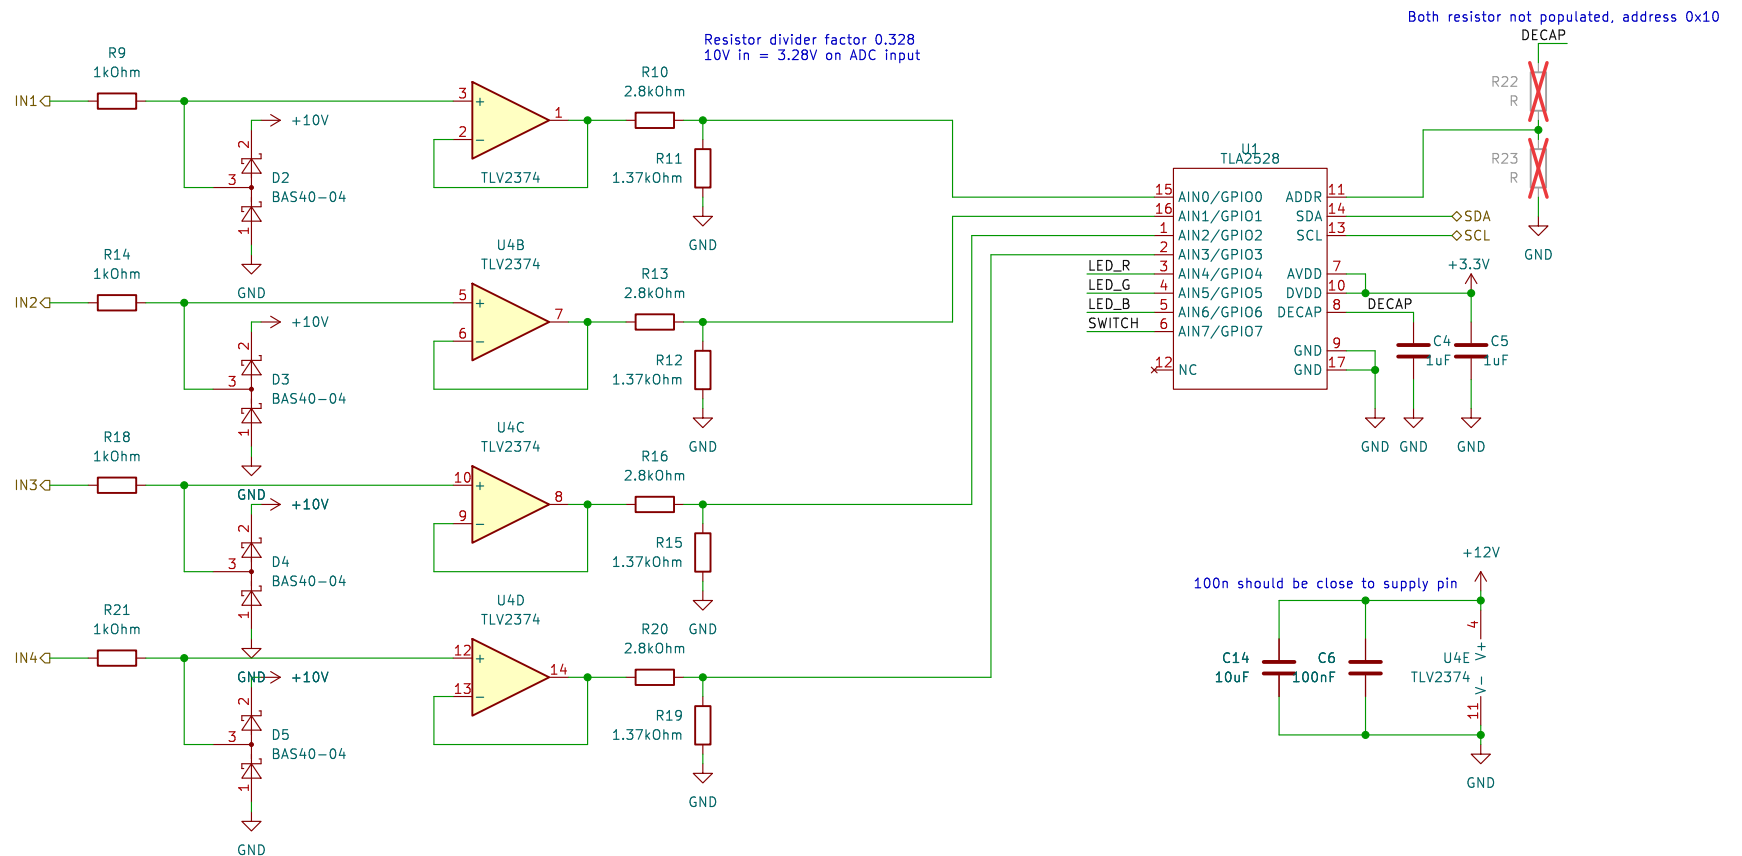 Both resistor not populated, address 0x10
DECAP
Resistor divider factor 0.328
10V in = 3.28V on ADC input
R9
1kOhm
IN1
+10V
2
3
1
D2
BAS40-04
GND
3
2
1
+
−
TLV2374
R10
2.8kOhm
R11
1.37kOhm
GND
R14
1kOhm
IN2
+10V
2
3
1
D3
BAS40-04
GND
U4B
TLV2374
5
6
7
+
−
R13
2.8kOhm
R12
1.37kOhm
GND
R18
1kOhm
IN3
+10V
2
3
1
D4
BAS40-04
GND
U4C
TLV2374
10
9
8
+
−
R16
2.8kOhm
R15
1.37kOhm
GND
R21
1kOhm
IN4
+10V
2
3
1
D5
BAS40-04
GND
U4D
TLV2374
12
13
14
+
−
R20
2.8kOhm
R19
1.37kOhm
GND
U1
TLA2528
15 AIN0/GPIO0
16 AIN1/GPIO1
1 AIN2/GPIO2
2 AIN3/GPIO3
LED_R 3 AIN4/GPIO4
LED_G 4 AIN5/GPIO5
LED_B 5 AIN6/GPIO6
SWITCH 6 AIN7/GPIO7
12 NC
ADDR 11
SDA 14 SDA
SCL 13 SCL
AVDD 7
DVDD 10
DECAP 8 DECAP
GND 9
GND 17
R22
R
R23
R
GND
+3.3V
C4
1uF
C5
1uF
GND
GND
GND
+12V
100n should be close to supply pin
C14
10uF
C6
100nF
U4E
TLV2374
4
V+
V−
11
GND